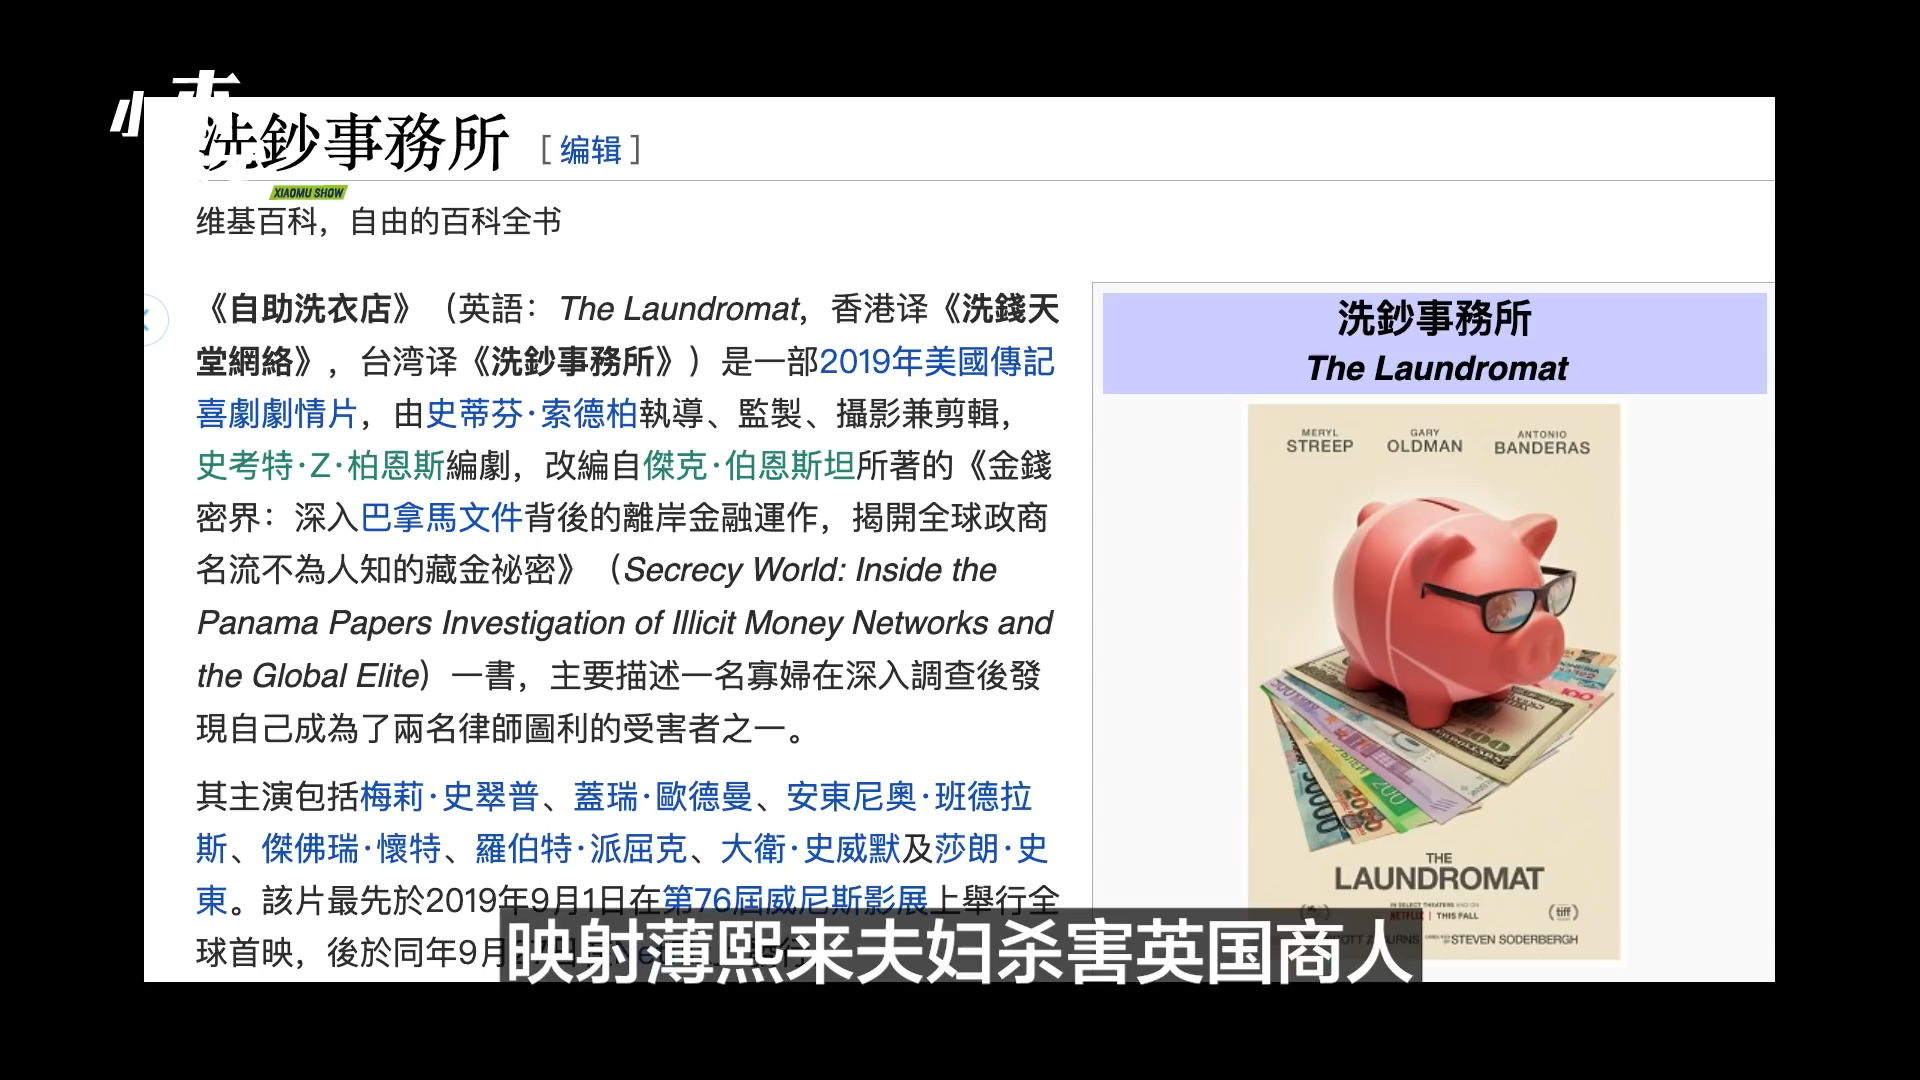 洗鈔事務所 [编辑]
XIAOMU SHOW
维基百科，自由的百科全书
《自助洗衣店》（英語：The Laundromat，香港译《洗錢天
堂網絡》，台湾译《洗鈔事務所》）是一部2019年美國傳記
喜劇劇情片，由史蒂芬·索德柏執導、監製、攝影兼剪輯，
史考特·Z·柏恩斯編劇，改編自傑克·伯恩斯坦所著的《金錢
密界：深入巴拿馬文件背後的離岸金融運作，揭開全球政商
名流不為人知的藏金祕密》（Secrecy World: Inside the
Panama Papers Investigation of Illicit Money Networks and
the Global Elite）一書，主要描述一名寡婦在深入調查後發
現自己成為了兩名律師圖利的受害者之一。
其主演包括梅莉·史翠普、蓋瑞·歐德曼、安東尼奧·班德拉
斯、傑佛瑞·懷特、羅伯特·派屈克、大衛·史威默及莎朗·史
東。該片最先於2019年9月1日在第76屆威尼斯影展上舉行全
球首映，後於同年9月
洗鈔事務所
The Laundromat
MERYL STREEP GARY OLDMAN ANTONIO BANDERAS
100
200
THE
LAUNDROMAT
IN SELECT THEATERS AND ON
NETFLIX | THIS FALL
tiff
STEVEN SODERBERGH
映射薄熙来夫妇杀害英国商人